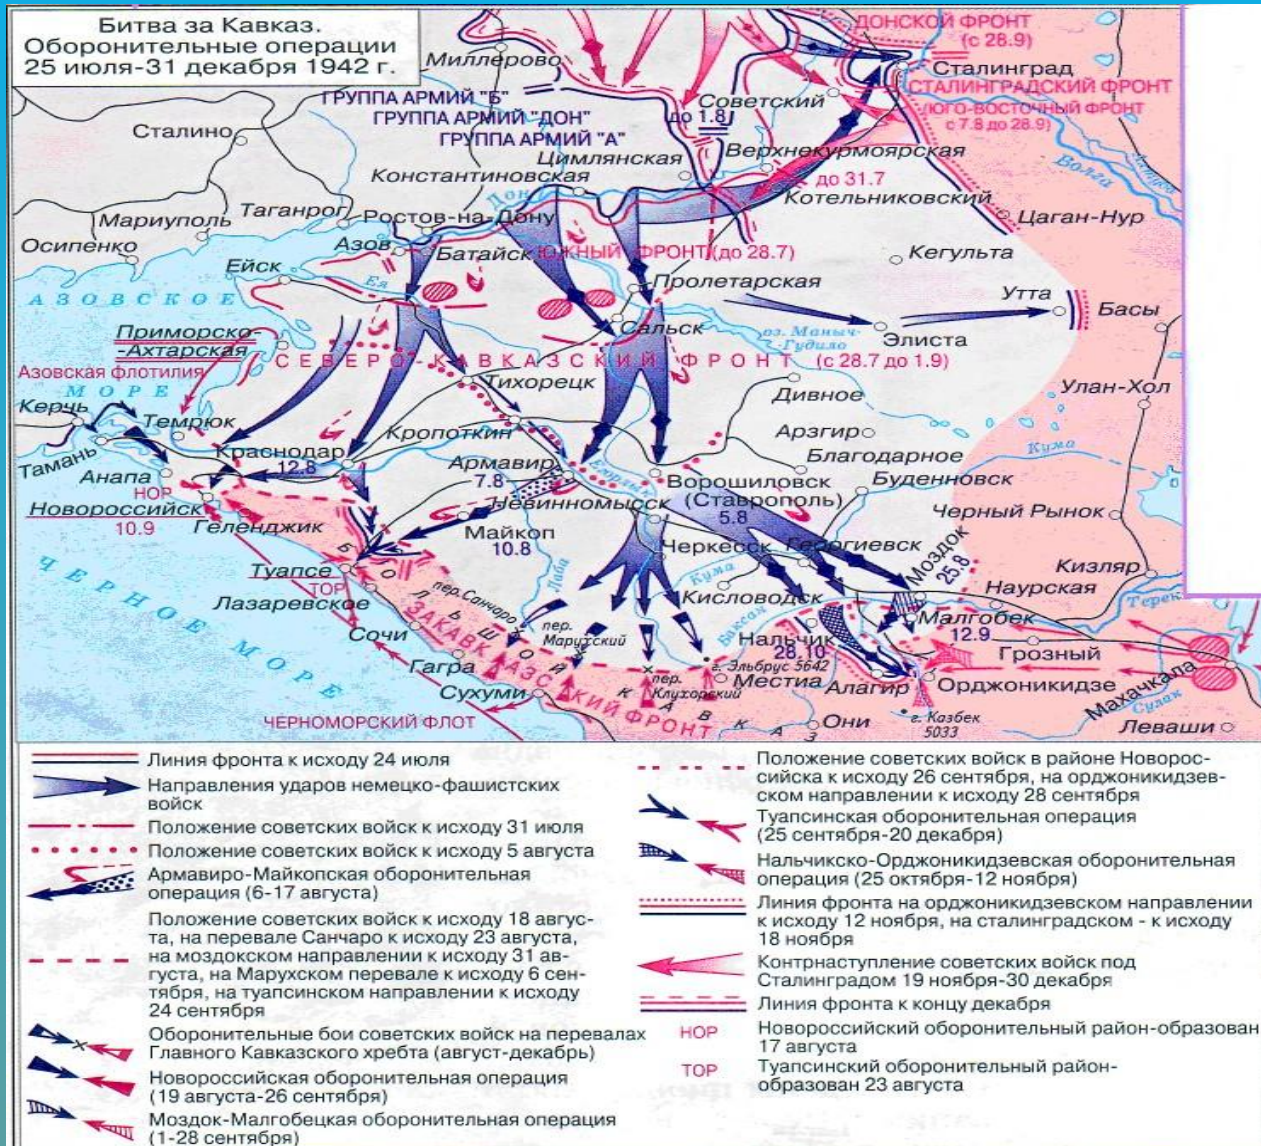 Битва за Кавказ.
Оборонительные операции
25 июля-31 декабря 1942 г.
ДОНСКОЙ ФРОНТ
(с 28.9)
Миллерово
Сталинград
СТАЛИНГРАДСКИЙ ФРОНТ
(ЮГО-ВОСТОЧНЫЙ ФРОНТ
с 7.8 до 28.9)
ГРУППА АРМИЙ "Б"
ГРУППА АРМИЙ "ДОН"
ГРУППА АРМИЙ "А"
Советский
до 1.8
Сталино
Цимлянская
Верхнекурмоярская
Константиновская
до 31.7
Волга
Дон
Котельниковский
Мариуполь
Таганрог
Ростов-на-Дону
Цаган-Нур
Осипенко
Азов
Батайск
ЮЖНЫЙ ФРОНТ (до 28.7)
Кегульта
Ейск
Ея
Пролетарская
АЗОВСКОЕ
МОРЕ
Утта
Басы
Приморско-
-Ахтарская
Сальск
оз. Маныч-
-Гудило
Элиста
СЕВЕРО-КАВКАЗСКИЙ ФРОНТ (с 28.7 до 1.9)
Азовская флотилия
Тихорецк
Дивное
Улан-Хол
Керчь
Темрюк
Кропоткин
Арзгир
Тамань
Краснодар
12.8
Армавир
7.8
Егорлык
Благодарное
Кума
Анапа
НОР
Ворошиловск
(Ставрополь)
5.8
Буденновск
Новороссийск
10.9
Геленджик
Невинномысск
Черный Рынок
Майкоп
10.8
Черкесск
Георгиевск
Моздок
25.8
Кизляр
Туапсе
ТОР
Лаба
Кума
Наурская
Терек
Лазаревское
пер.Санчаро
Кисловодск
Баксан
Малгобек
12.9
ЧЕРНОЕ МОРЕ
Сочи
пер.
Марухский
Нальчик
28.10
Грозный
Гагра
г. Эльбрус 5642
Махачкала
пер.
Клухорский
Местиа
Алагир
Орджоникидзе
Сулак
Сухуми
ЗАКАВКАЗСКИЙ ФРОНТ
БОЛЬШОЙ КАВКАЗ
ЧЕРНОМОРСКИЙ ФЛОТ
Они
г. Казбек
5033
Леваши
Линия фронта к исходу 24 июля
Направления ударов немецко-фашистских
войск
Положение советских войск к исходу 31 июля
Положение советских войск к исходу 5 августа
Армавиро-Майкопская оборонительная
операция (6-17 августа)
Положение советских войск к исходу 18 авгус-
та, на перевале Санчаро к исходу 23 августа,
на моздокском направлении к исходу 31 ав-
густа, на Марухском перевале к исходу 6 сен-
тября, на туапсинском направлении к исходу
24 сентября
Оборонительные бои советских войск на перевалах
Главного Кавказского хребта (август-декабрь)
Новороссийская оборонительная операция
(19 августа-26 сентября)
Моздок-Малгобецкая оборонительная операция
(1-28 сентября)
Положение советских войск в районе Новорос-
сийска к исходу 26 сентября, на орджоникидзев-
ском направлении к исходу 28 сентября
Туапсинская оборонительная операция
(25 сентября-20 декабря)
Нальчикско-Орджоникидзевская оборонительная
операция (25 октября-12 ноября)
Линия фронта на орджоникидзевском направлении
к исходу 12 ноября, на сталинградском - к исходу
18 ноября
Контрнаступление советских войск под
Сталинградом 19 ноября-30 декабря
Линия фронта к концу декабря
НОР Новороссийский оборонительный район-образован
17 августа
ТОР Туапсинский оборонительный район-
образован 23 августа